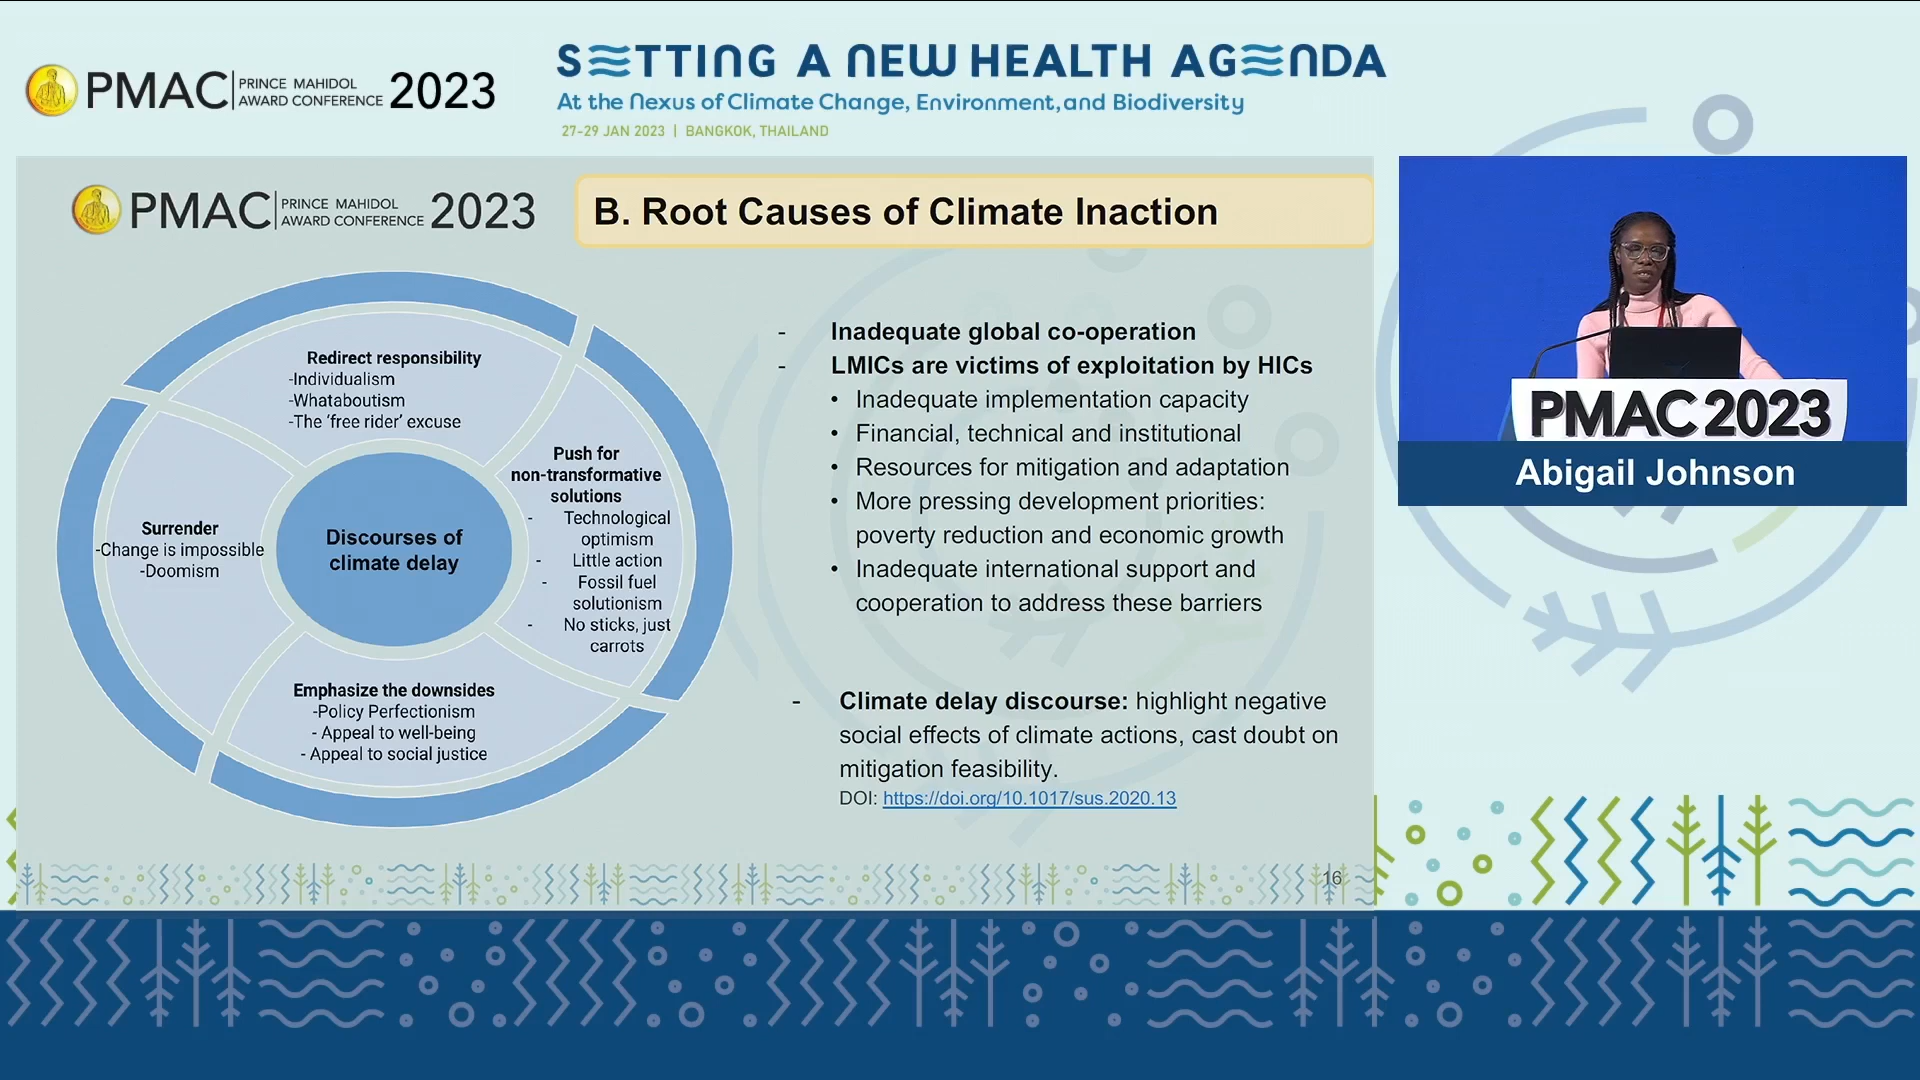 PMAC PRINCE MAHIDOL AWARD CONFERENCE 2023
SETTING A NEW HEALTH AGENDA
At the Nexus of Climate Change, Environment, and Biodiversity
27-29 JAN 2023 | BANGKOK, THAILAND
PMAC PRINCE MAHIDOL AWARD CONFERENCE 2023
B. Root Causes of Climate Inaction
Redirect responsibility
-Individualism
-Whataboutism
-The ‘free rider’ excuse
Push for
non-transformative
solutions
- Technological
optimism
- Little action
- Fossil fuel
solutionism
- No sticks, just
carrots
Surrender
-Change is impossible
-Doomism
Discourses of
climate delay
Emphasize the downsides
-Policy Perfectionism
- Appeal to well-being
- Appeal to social justice
- Inadequate global co-operation
- LMICs are victims of exploitation by HICs
• Inadequate implementation capacity
• Financial, technical and institutional
• Resources for mitigation and adaptation
• More pressing development priorities:
poverty reduction and economic growth
• Inadequate international support and
cooperation to address these barriers
- Climate delay discourse: highlight negative
social effects of climate actions, cast doubt on
mitigation feasibility.
DOI: https://doi.org/10.1017/sus.2020.13
16
PMAC 2023
Abigail Johnson